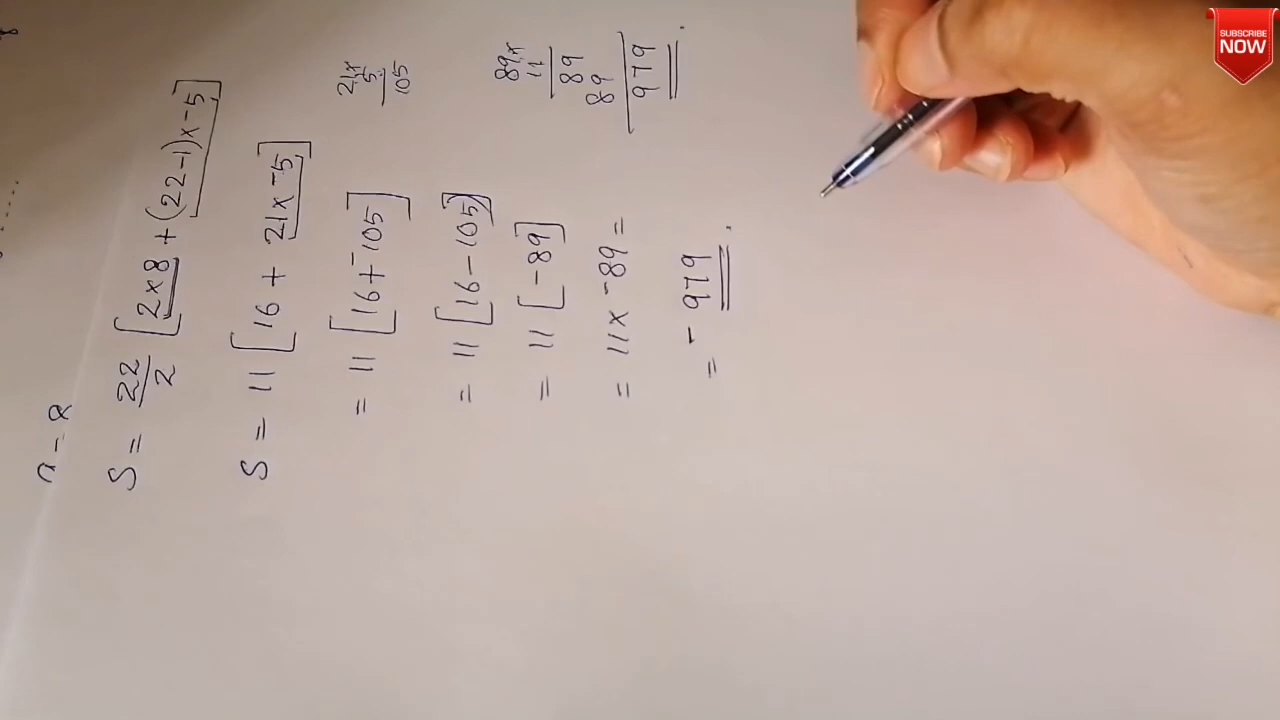 S = 22/2 [2×8 + (22-1)×-5]
S = 11 [16 + 21×-5]
= 11 [16+-105]
= 11 [16-105]
= 11 [-89]
= 11×-89 =
= -979.
21×
5
105
89×
11
89
89
979.
SUBSCRIBE
NOW